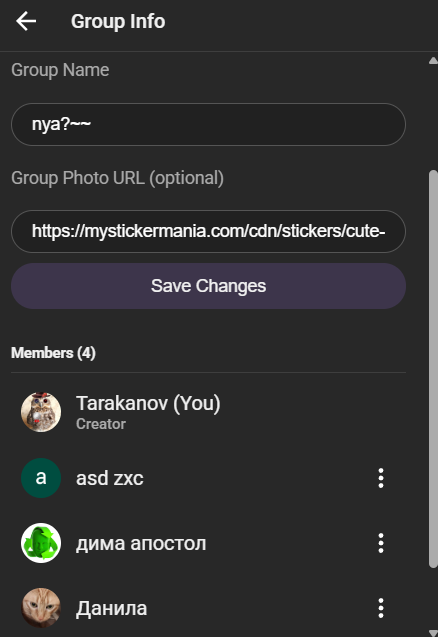 Group Info
Group Name
nya?~~
Group Photo URL (optional)
https://mystickermania.com/cdn/stickers/cute-
Save Changes
Members (4)
Tarakanov (You)
Creator
a
asd zxc
дима апостол
Данила